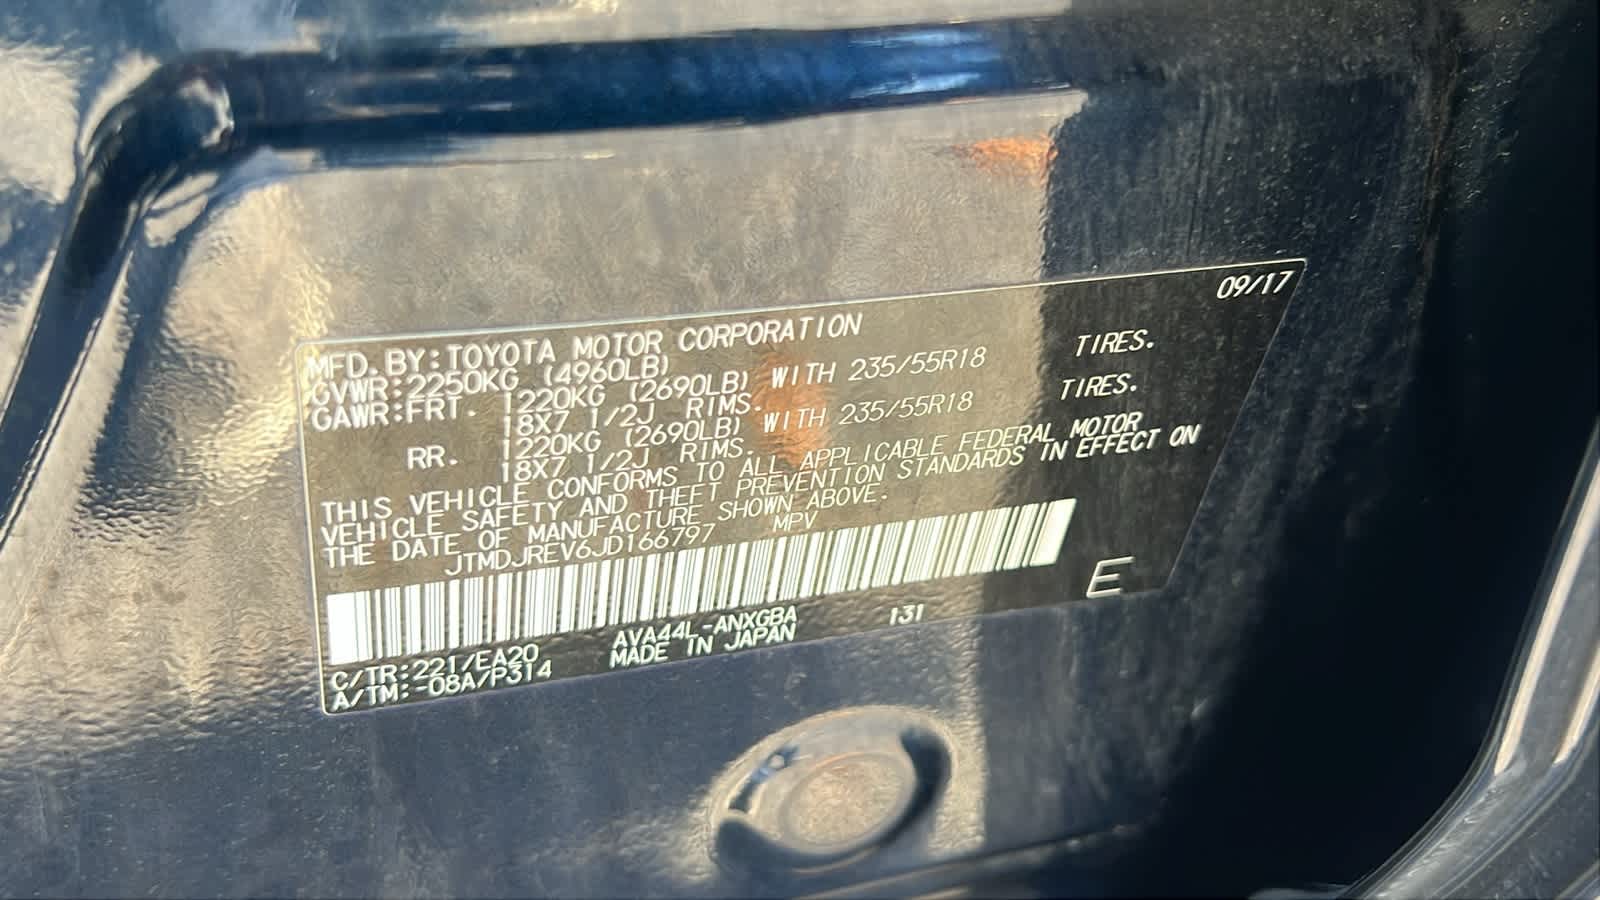 09/17
MFD.BY:TOYOTA MOTOR CORPORATION
GVWR:2250KG (4960LB)
GAWR:FRT. 1220KG (2690LB) WITH 235/55R18 TIRES.
18X7 1/2J RIMS.
RR. 1220KG (2690LB) WITH 235/55R18 TIRES.
18X7 1/2J RIMS.
THIS VEHICLE CONFORMS TO ALL APPLICABLE FEDERAL MOTOR
VEHICLE SAFETY AND THEFT PREVENTION STANDARDS IN EFFECT ON
THE DATE OF MANUFACTURE SHOWN ABOVE.
JTMDJREV6JD166797 MPV
E
C/TR:221/EA20 AVA44L-ANXGBA 131
A/TM:-08A/P314 MADE IN JAPAN